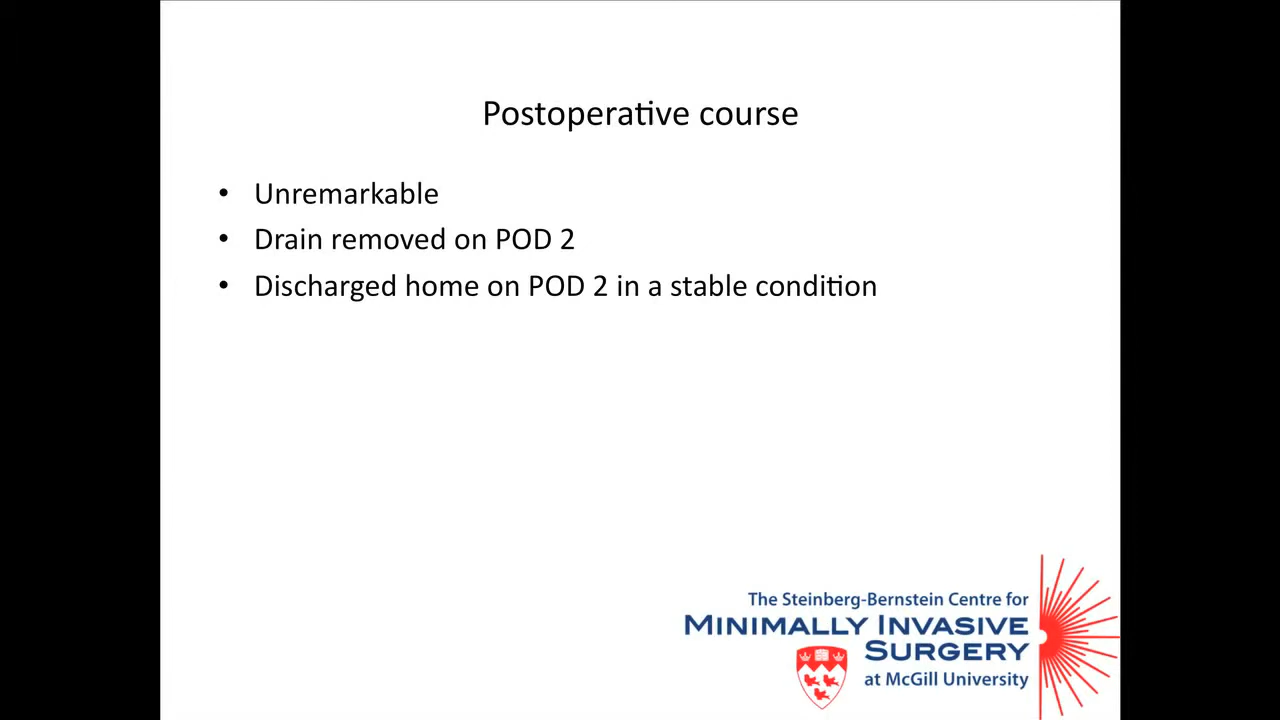 Postoperative course
• Unremarkable
• Drain removed on POD 2
• Discharged home on POD 2 in a stable condition
The Steinberg-Bernstein Centre for
MINIMALLY INVASIVE
SURGERY
at McGill University